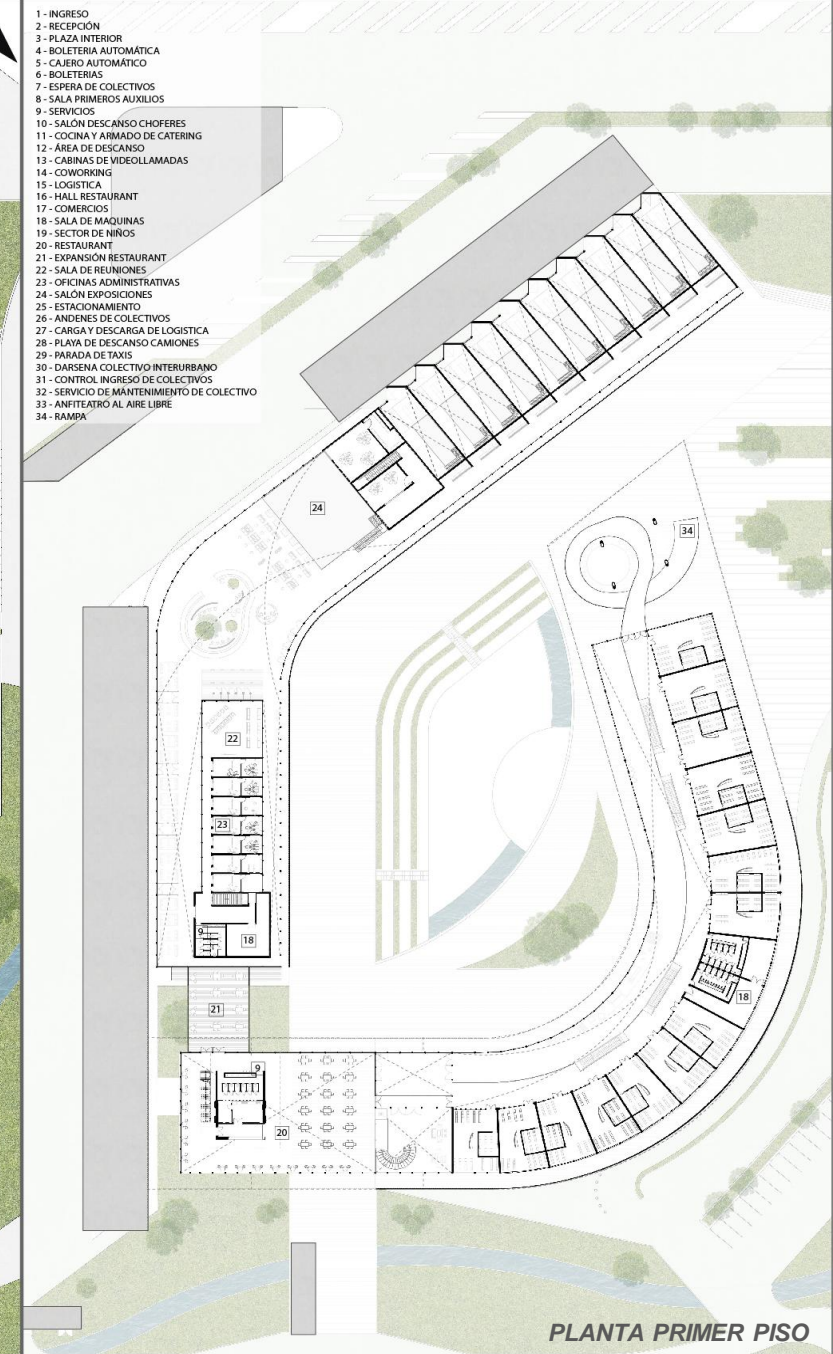 1 - INGRESO
2 - RECEPCIÓN
3 - PLAZA INTERIOR
4 - BOLETERIA AUTOMÁTICA
5 - CAJERO AUTOMÁTICO
6 - BOLETERIAS
7 - ESPERA DE COLECTIVOS
8 - SALA PRIMEROS AUXILIOS
9 - SERVICIOS
10 - SALÓN DESCANSO CHOFERES
11 - COCINA Y ARMADO DE CATERING
12 - ÁREA DE DESCANSO
13 - CABINAS DE VIDEOLLAMADAS
14 - COWORKING
15 - LOGISTICA
16 - HALL RESTAURANT
17 - COMERCIOS
18 - SALA DE MAQUINAS
19 - SECTOR DE NIÑOS
20 - RESTAURANT
21 - EXPANSIÓN RESTAURANT
22 - SALA DE REUNIONES
23 - OFICINAS ADMINISTRATIVAS
24 - SALÓN EXPOSICIONES
25 - ESTACIONAMIENTO
26 - ANDENES DE COLECTIVOS
27 - CARGA Y DESCARGA DE LOGISTICA
28 - PLAYA DE DESCANSO CAMIONES
29 - PARADA DE TAXIS
30 - DARSENA COLECTIVO INTERURBANO
31 - CONTROL INGRESO DE COLECTIVOS
32 - SERVICIO DE MANTENIMIENTO DE COLECTIVO
33 - ANFITEATRO AL AIRE LIBRE
34 - RAMPA
24
34
22
23
9
18
18
21
9
20
PLANTA PRIMER PISO